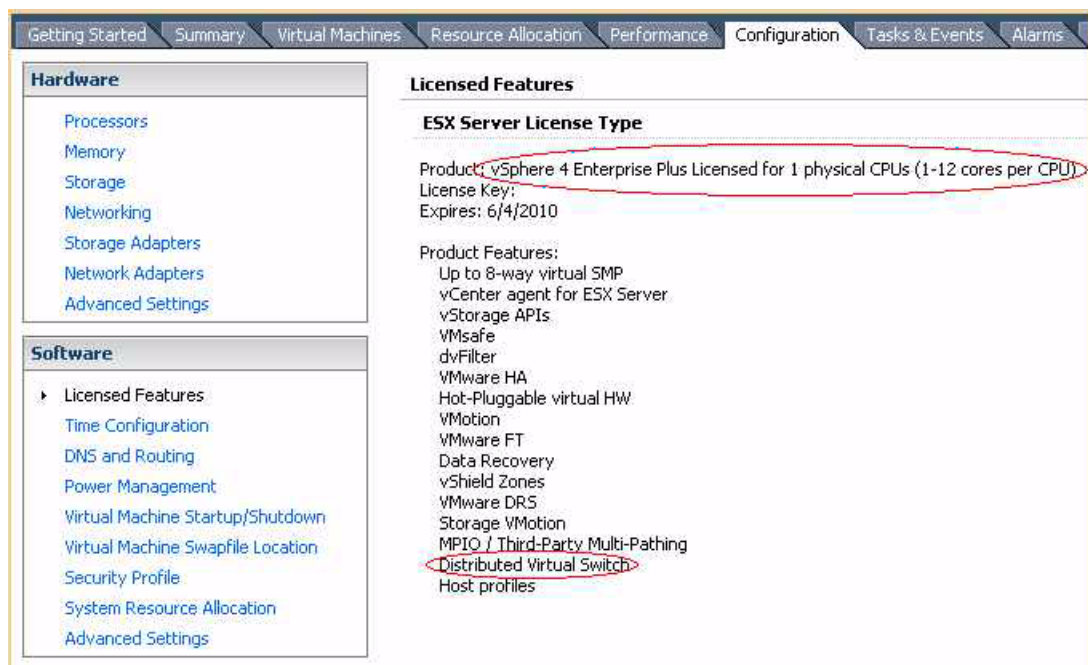 Getting Started Summary Virtual Machines Resource Allocation Performance Configuration Tasks & Events Alarms
Hardware
Processors
Memory
Storage
Networking
Storage Adapters
Network Adapters
Advanced Settings
Software
Licensed Features
Time Configuration
DNS and Routing
Power Management
Virtual Machine Startup/Shutdown
Virtual Machine Swapfile Location
Security Profile
System Resource Allocation
Advanced Settings
Licensed Features
ESX Server License Type
Product: vSphere 4 Enterprise Plus Licensed for 1 physical CPUs (1-12 cores per CPU)
License Key:
Expires: 6/4/2010
Product Features:
Up to 8-way virtual SMP
vCenter agent for ESX Server
vStorage APIs
VMsafe
dvFilter
VMware HA
Hot-Pluggable virtual HW
VMotion
VMware FT
Data Recovery
vShield Zones
VMware DRS
Storage VMotion
MPIO / Third-Party Multi-Pathing
Distributed Virtual Switch
Host profiles